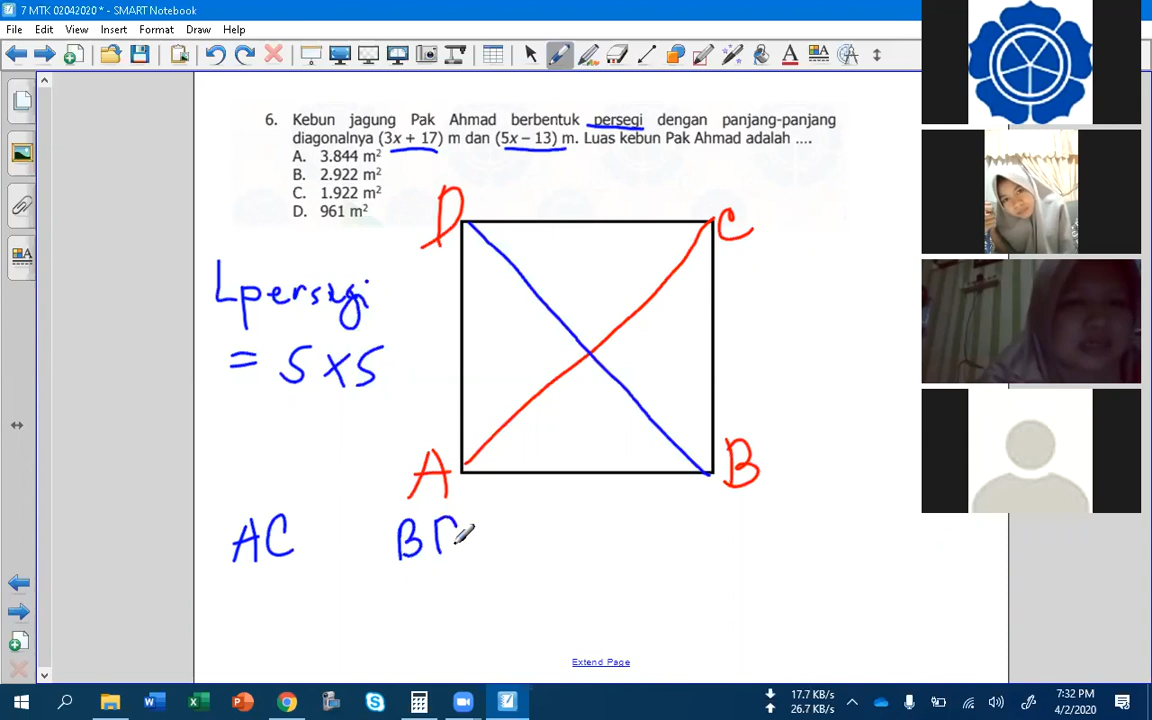 7 MTK 02042020 * - SMART Notebook
File Edit View Insert Format Draw Help
6. Kebun jagung Pak Ahmad berbentuk persegi dengan panjang-panjang
diagonalnya (3x + 17) m dan (5x – 13) m. Luas kebun Pak Ahmad adalah ....
A. 3.844 m²
B. 2.922 m²
C. 1.922 m²
D. 961 m²
D C
Lpersegi
= S X S
A B
AC B
Extend Page
17.7 KB/s
26.7 KB/s
7:32 PM
4/2/2020